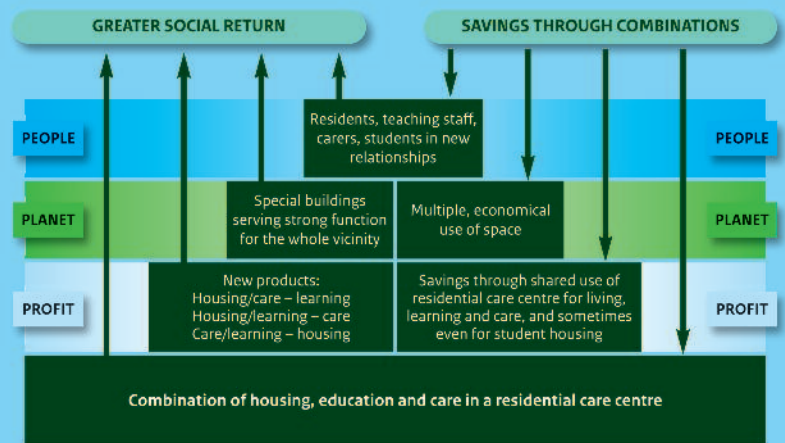 GREATER SOCIAL RETURN
SAVINGS THROUGH COMBINATIONS
PEOPLE
Residents, teaching staff,
carers, students in new
relationships
PEOPLE
PLANET
Special buildings
serving strong function
for the whole vicinity
Multiple, economical
use of space
PLANET
PROFIT
New products:
Housing/care – learning
Housing/learning – care
Care/learning – housing
Savings through shared use of
residential care centre for living,
learning and care, and sometimes
even for student housing
PROFIT
Combination of housing, education and care in a residential care centre